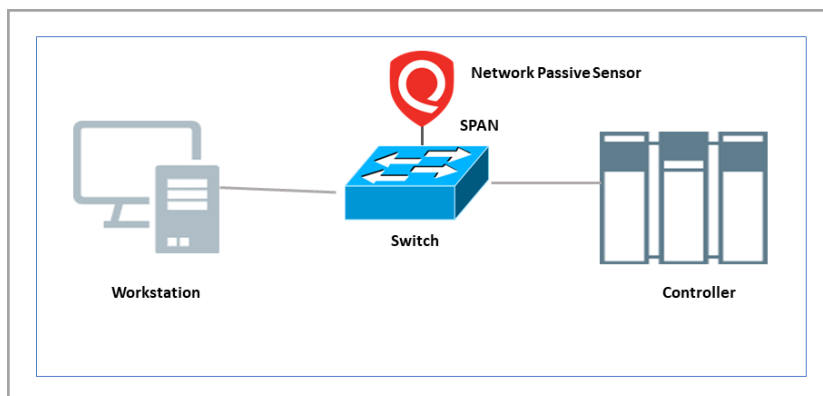 Network Passive Sensor
SPAN
Switch
Workstation
Controller